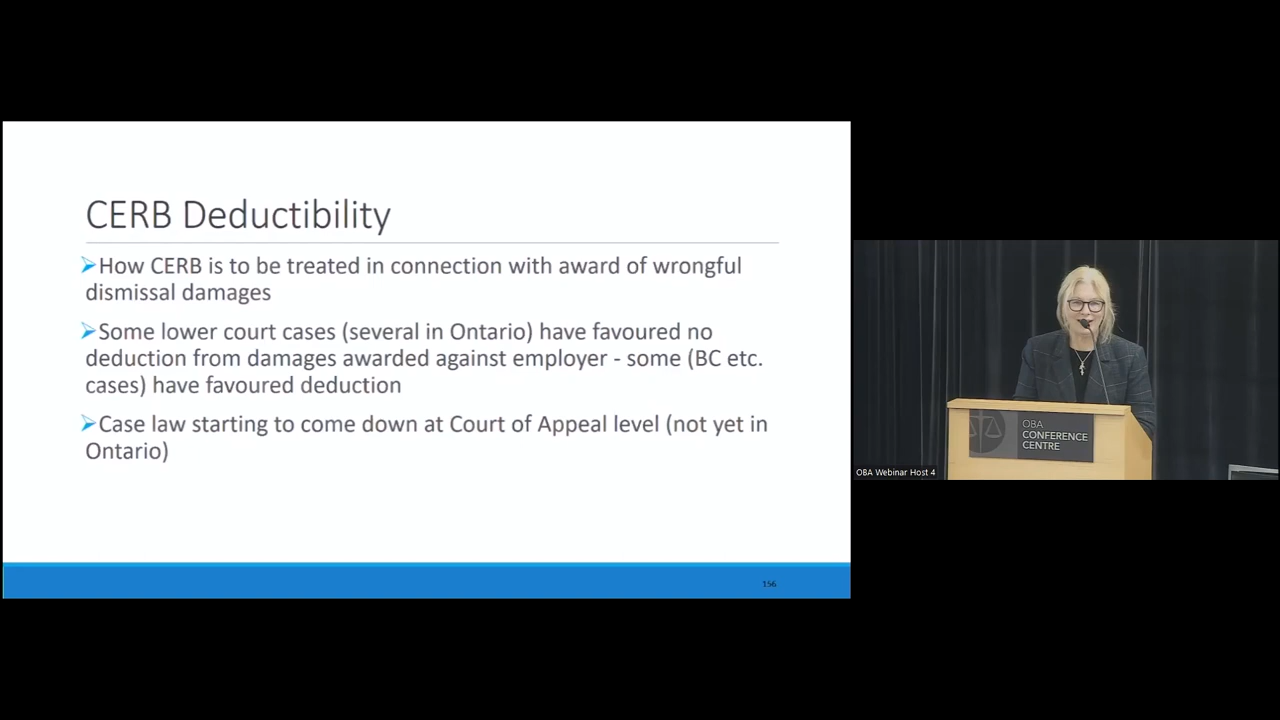 CERB Deductibility
➢How CERB is to be treated in connection with award of wrongful
dismissal damages
➢Some lower court cases (several in Ontario) have favoured no
deduction from damages awarded against employer - some (BC etc.
cases) have favoured deduction
➢Case law starting to come down at Court of Appeal level (not yet in
Ontario)
156
OBA
CONFERENCE
CENTRE
OBA Webinar Host 4